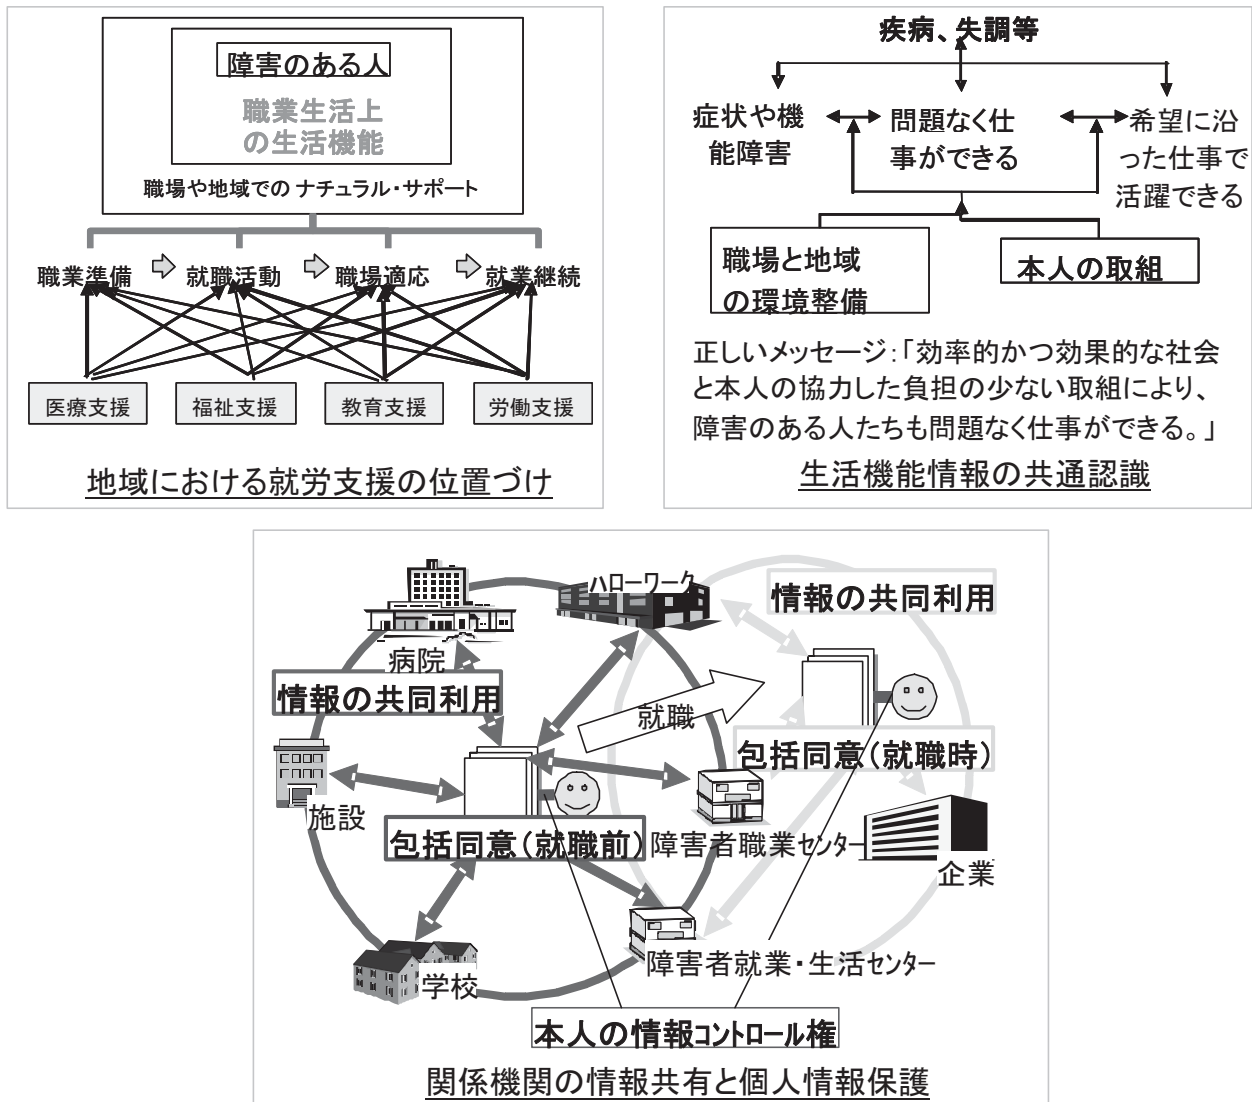 障害のある人
職業生活上
の生活機能
職場や地域でのナチュラル・サポート
職業準備
就職活動
職場適応
就業継続
医療支援
福祉支援
教育支援
労働支援
地域における就労支援の位置づけ
疾病、失調等
症状や機
能障害
問題なく仕
事ができる
希望に沿
った仕事で
活躍できる
職場と地域
の環境整備
本人の取組
正しいメッセージ:「効率的かつ効果的な社会
と本人の協力した負担の少ない取組により、
障害のある人たちも問題なく仕事ができる。」
生活機能情報の共通認識
ハローワーク
情報の共同利用
病院
情報の共同利用
就職
包括同意(就職時)
施設
包括同意(就職前)
障害者職業センター
企業
障害者就業・生活センター
学校
本人の情報コントロール権
関係機関の情報共有と個人情報保護